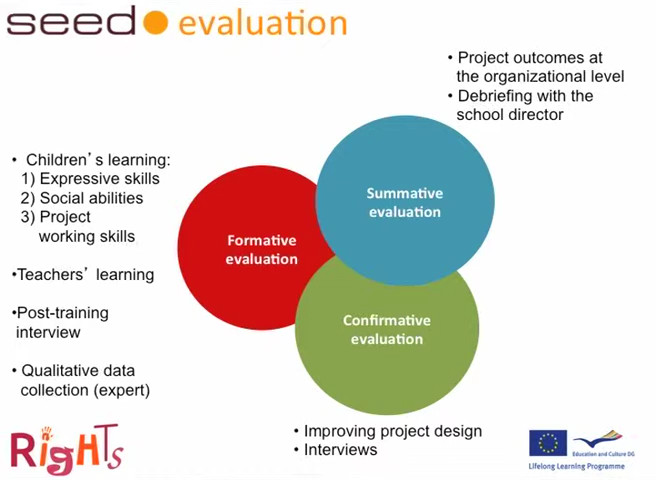 seed evaluation
• Project outcomes at
the organizational level
• Debriefing with the
school director
• Children's learning:
1) Expressive skills
2) Social abilities
3) Project
working skills
•Teachers' learning
•Post-training
interview
• Qualitative data
collection (expert)
Summative
evaluation
Formative
evaluation
Confirmative
evaluation
• Improving project design
• Interviews
RigHTs
Education and Culture DG
Lifelong Learning Programme